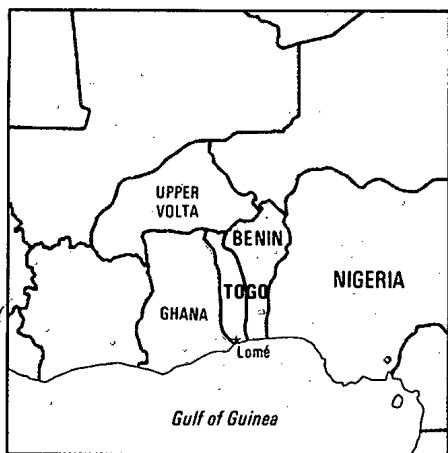 UPPER
VOLTA
BENIN
NIGERIA
TOGO
GHANA
Lomé
Gulf of Guinea